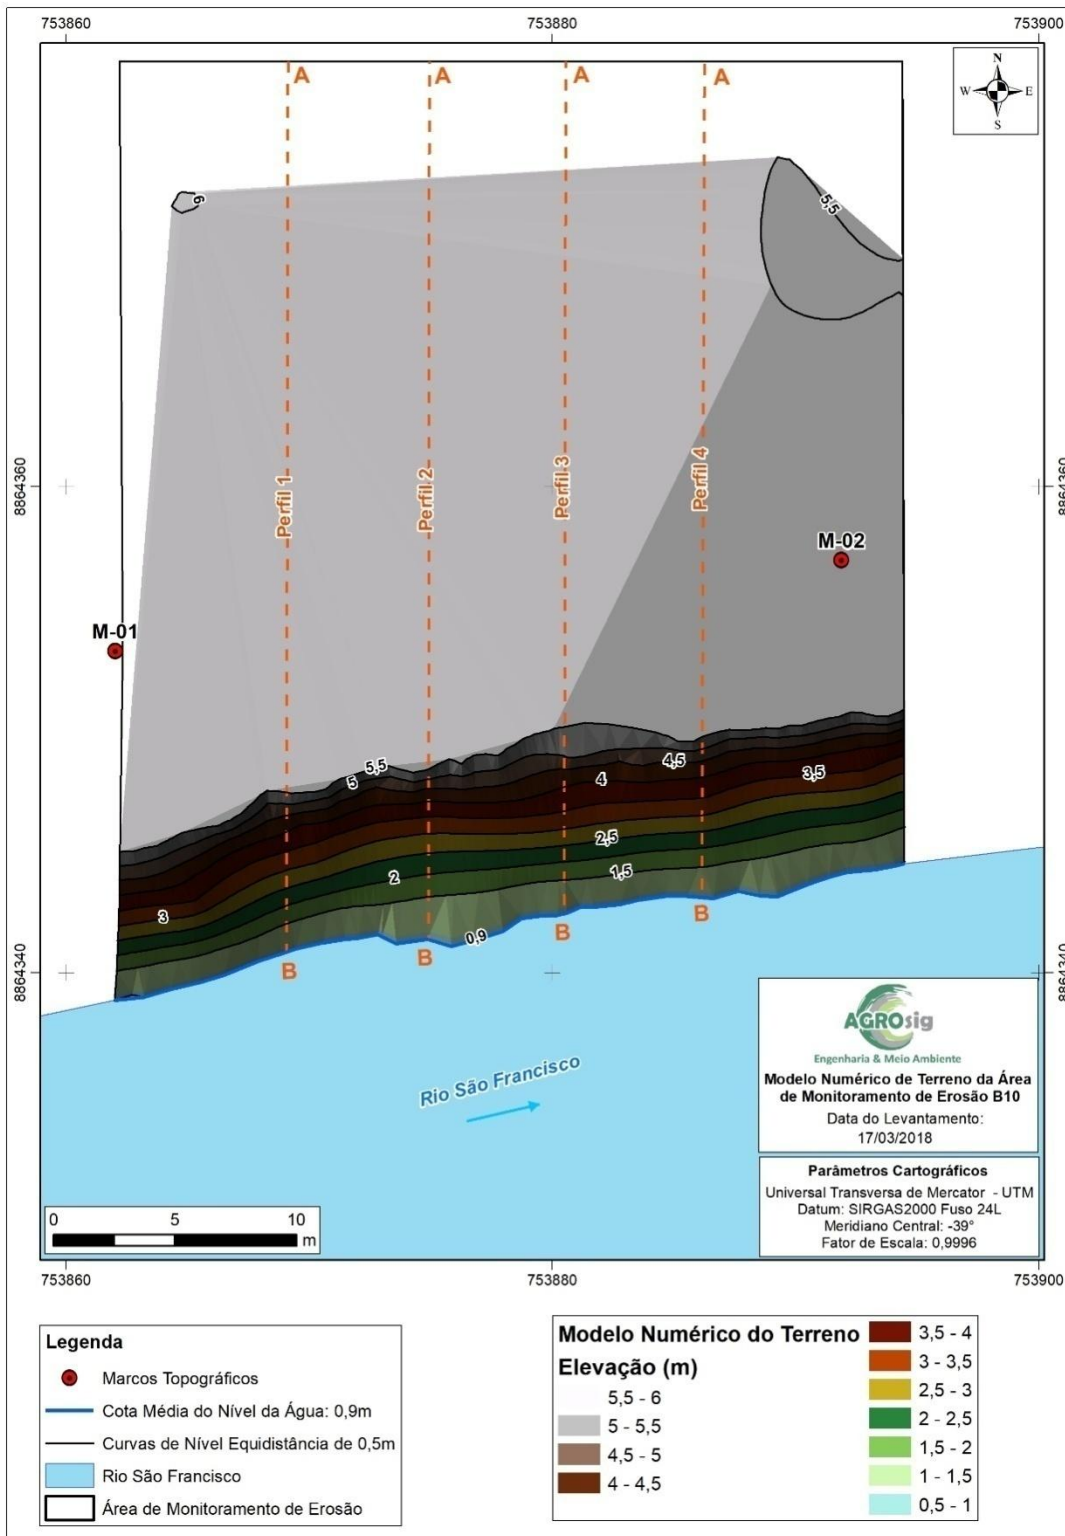 753860
753880
753900
A
A
A
A
N
W
E
S
6
5,5
8864360
8864360
Perfil 1
Perfil 2
Perfil 3
Perfil 4
M-02
M-01
5,5
5
4,5
4
3,5
2,5
2
1,5
3
0,9
B
B
B
B
8864340
8864340
Rio São Francisco
AGROsig
Engenharia & Meio Ambiente
Modelo Numérico de Terreno da Área
de Monitoramento de Erosão B10
Data do Levantamento:
17/03/2018
Parâmetros Cartográficos
Universal Transversa de Mercator - UTM
Datum: SIRGAS2000 Fuso 24L
Meridiano Central: -39°
Fator de Escala: 0,9996
0
5
10
m
753860
753880
753900
Legenda
Marcos Topográficos
Cota Média do Nível da Água: 0,9m
Curvas de Nível Equidistância de 0,5m
Rio São Francisco
Área de Monitoramento de Erosão
Modelo Numérico do Terreno
Elevação (m)
5,5 - 6
5 - 5,5
4,5 - 5
4 - 4,5
3,5 - 4
3 - 3,5
2,5 - 3
2 - 2,5
1,5 - 2
1 - 1,5
0,5 - 1